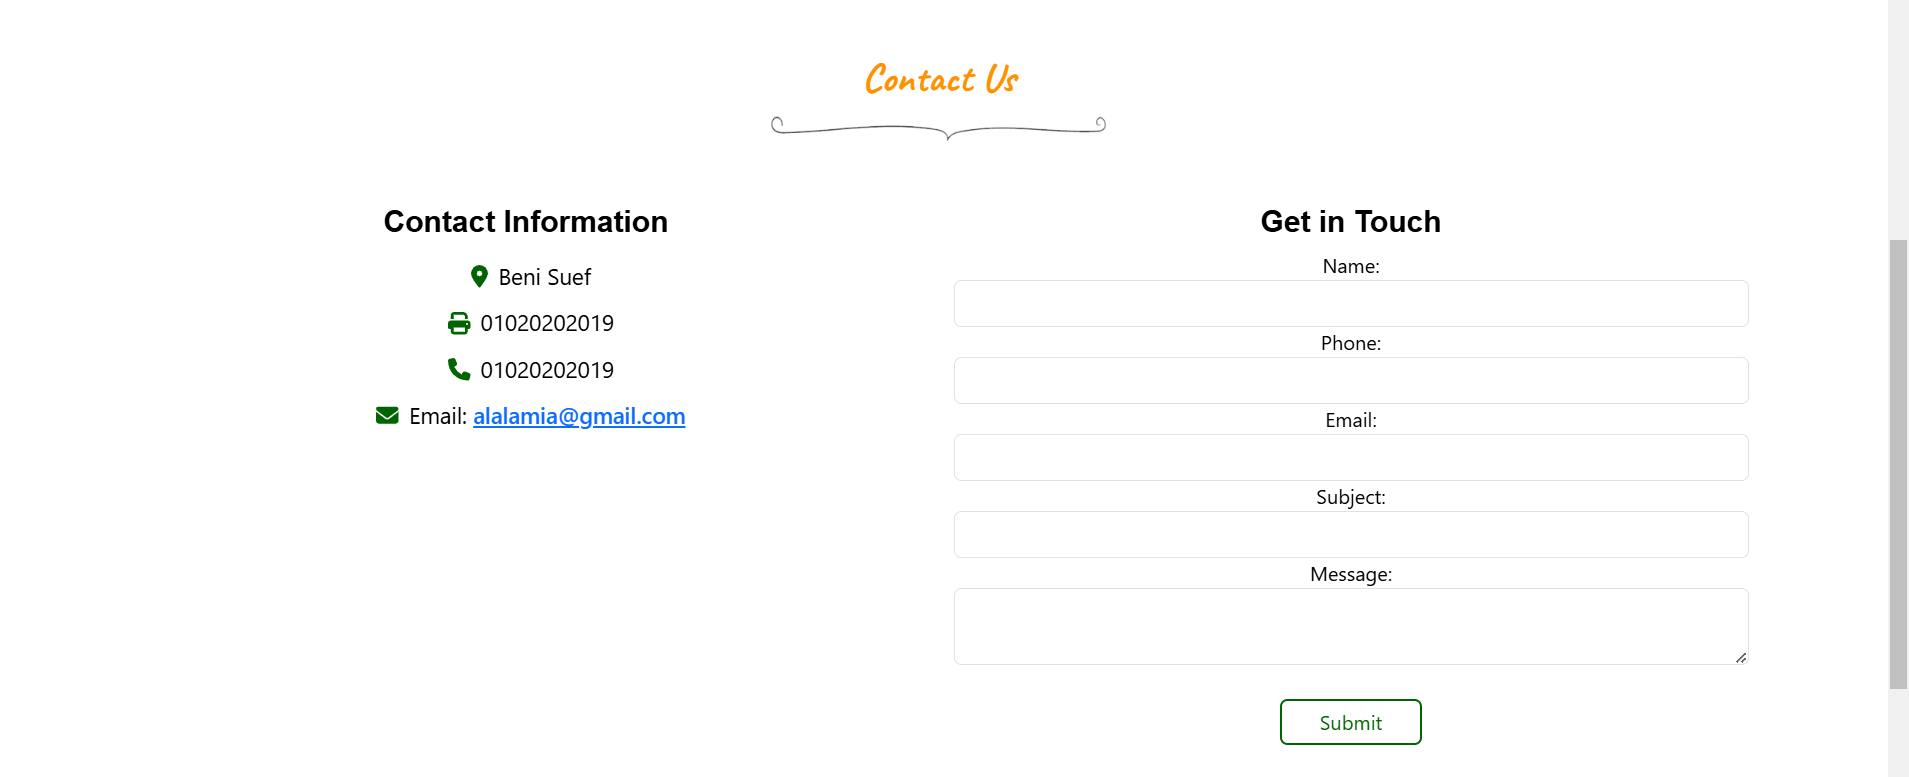 Contact Us
Contact Information
Beni Suef
01020202019
01020202019
Email: alalamia@gmail.com
Get in Touch
Name:
Phone:
Email:
Subject:
Message:
Submit